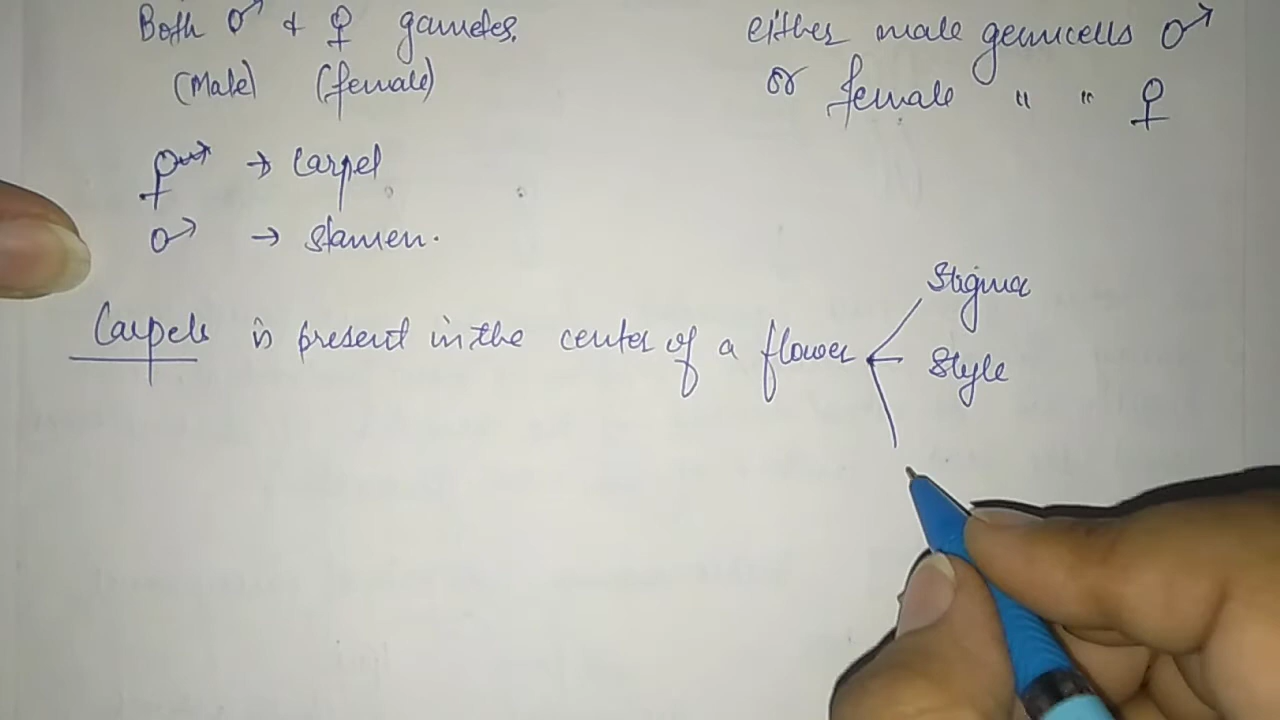 Both ♂ + ♀ gametes.
(Male) (female)
either male germcells ♂
or female " " ♀
♀ → Carpel.
♂ → stamen.
Carpels is present in the center of a flower
Stigma
Style